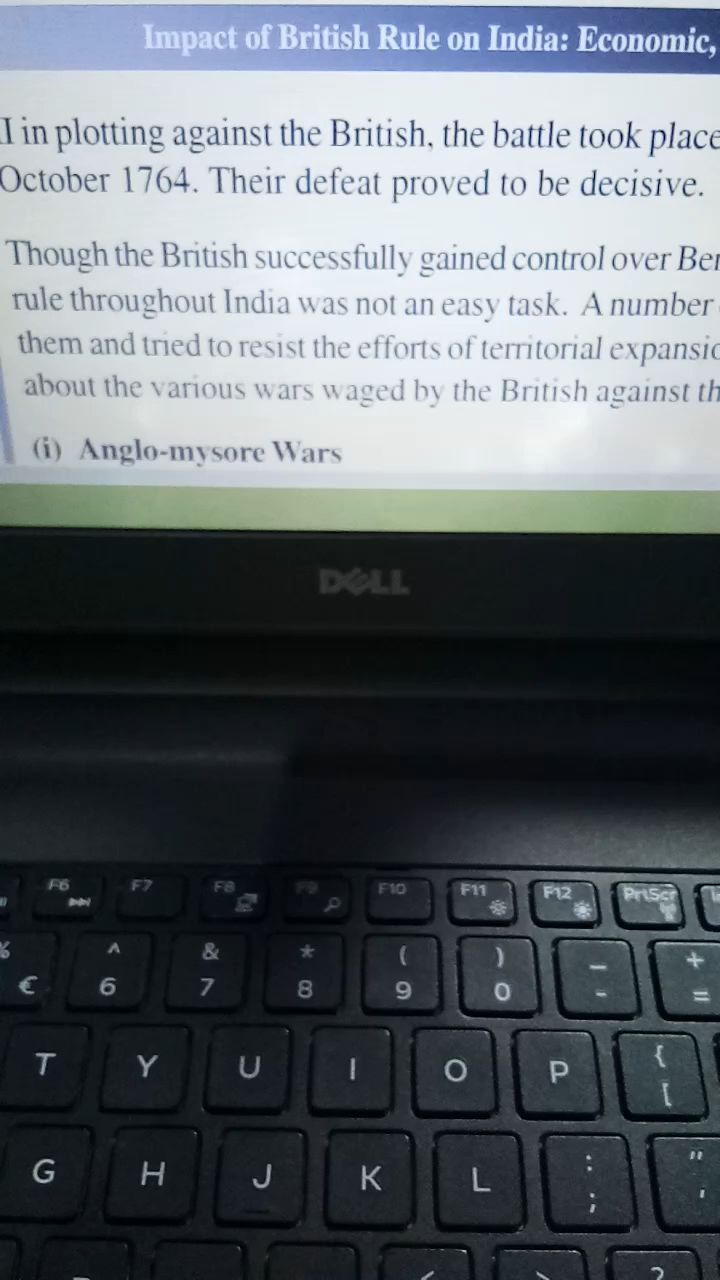 Impact of British Rule on India: Economic,
I in plotting against the British, the battle took place
October 1764. Their defeat proved to be decisive.
Though the British successfully gained control over
rule throughout India was not an easy task. A number
them and tried to resist the efforts of territorial
about the various wars waged by the British against
(i) Anglo-mysore Wars
DELL
F6 F7 F8 F9 F10 F11 F12 PrtScr
% ^ & * ( ) _ +
€ 6 7 8 9 0 - =
T Y U I O P { [
G H J K L : ; " '
< > ?